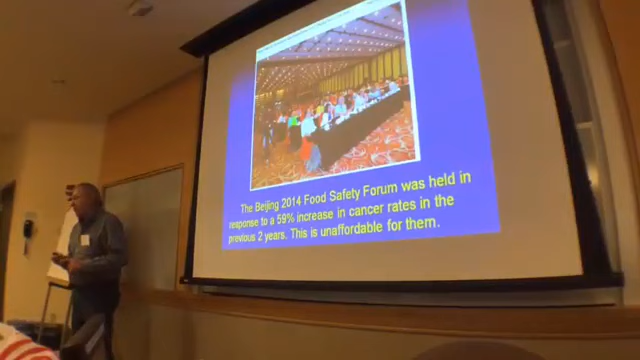 The Beijing 2014 Food Safety Forum was held in
response to a 59% increase in cancer rates in the
previous 2 years. This is unaffordable for them.